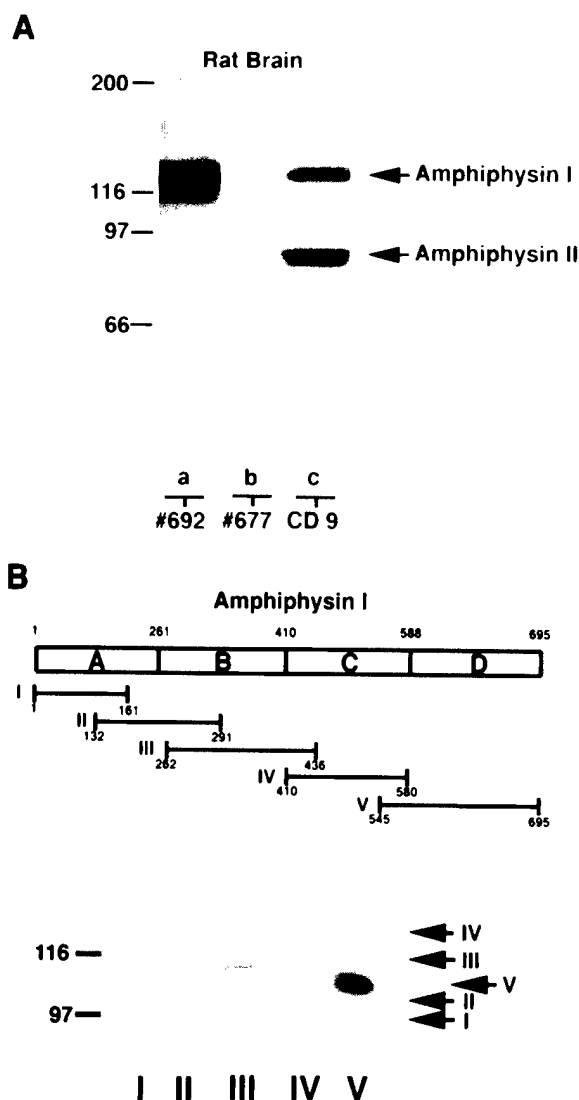 A
Rat Brain
200
Amphiphysin I
116
97
Amphiphysin II
66
a b c
#692 #677 CD 9
B
Amphiphysin I
1 261 410 588 695
A B C D
I
1 161
II
132 291
III
262 436
IV
410 580
V
545 695
116
97
IV
III
V
II
I
I II III IV V